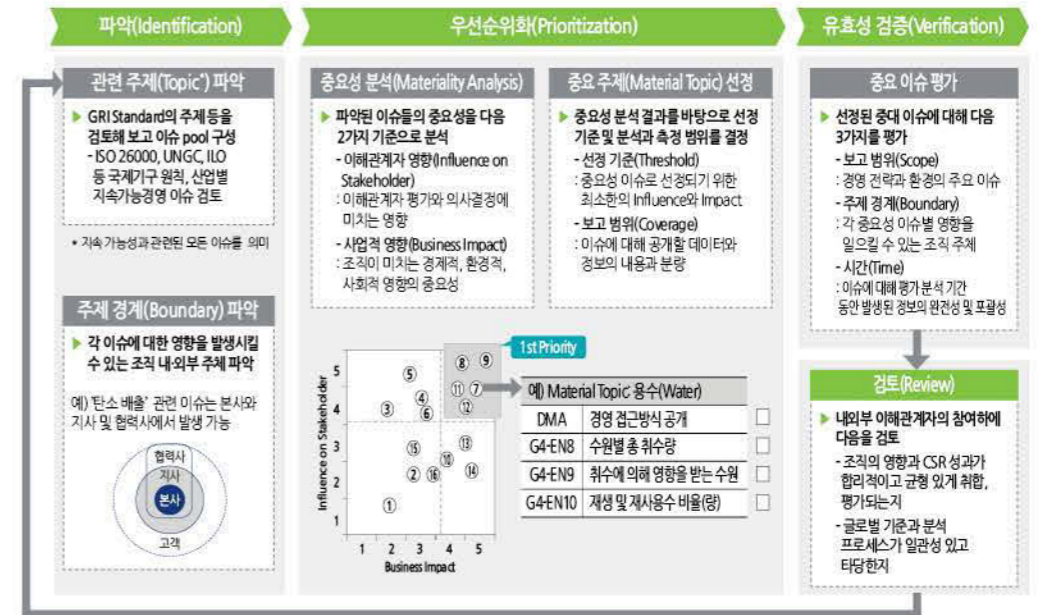 파악(Identification)
우선순위화(Prioritization)
유효성 검증(Verification)
관련 주제(Topic*) 파악
▶ GRI Standard의 주제 등을
검토해 보고 이슈 pool 구성
- ISO 26000, UNGC, ILO
등 국제기구 원칙, 산업별
지속가능경영 이슈 검토
* 지속 가능성과 관련된 모든 이슈를 의미
주제 경계(Boundary) 파악
▶ 각 이슈에 대한 영향을 발생시킬
수 있는 조직 내·외부 주체 파악
예) '탄소 배출' 관련 이슈는 본사와
지사 및 협력사에서 발생 가능
협력사
지사
본사
고객
중요성 분석(Materiality Analysis)
▶ 파악된 이슈들의 중요성을 다음
2가지 기준으로 분석
- 이해관계자 영향(Influence on
Stakeholder)
: 이해관계자 평가와 의사결정에
미치는 영향
- 사업적 영향(Business Impact)
: 조직이 미치는 경제적, 환경적,
사회적 영향의 중요성
중요 주제(Material Topic) 선정
▶ 중요성 분석 결과를 바탕으로 선정
기준 및 분석과 측정 범위를 결정
- 선정 기준(Threshold)
: 중요성 이슈로 선정되기 위한
최소한의 Influence와 Impact
- 보고 범위(Coverage)
: 이슈에 대해 공개할 데이터와
정보의 내용과 분량
1st Priority
Influence on Stakeholder
5
4
3
2
1
⑧ ⑨
⑤
⑪ ⑦
④
③ ⑥ ⑫
⑬
⑮
⑩
② ⑯ ⑭
①
1 2 3 4 5
Business Impact
예) Material Topic: 용수(Water)
DMA 경영 접근방식 공개
G4-EN8 수원별 총 취수량
G4-EN9 취수에 의해 영향을 받는 수원
G4-EN10 재생 및 재사용수 비율(량)
중요 이슈 평가
▶ 선정된 중대 이슈에 대해 다음
3가지를 평가
- 보고 범위(Scope)
: 경영 전략과 환경의 주요 이슈
- 주제 경계(Boundary)
: 각 중요성 이슈별 영향을
일으킬 수 있는 조직 주체
- 시간(Time)
: 이슈에 대해 평가 분석 기간
동안 발생된 정보의 완전성 및 포괄성
검토(Review)
▶ 내외부 이해관계자의 참여하에
다음을 검토
- 조직의 영향과 CSR 성과가
합리적이고 균형 있게 취합,
평가되는지
- 글로벌 기준과 분석
프로세스가 일관성 있고
타당한지